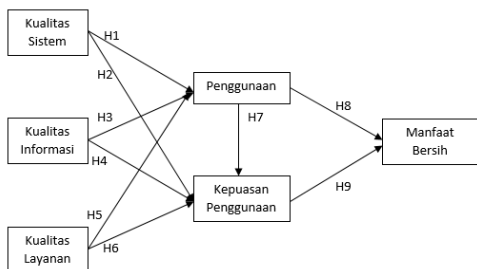 Kualitas
Sistem
H1
H2
H3
Kualitas
Informasi
H4
H5
H6
Kualitas
Layanan
Penggunaan
H7
Kepuasan
Penggunaan
H8
H9
Manfaat
Bersih